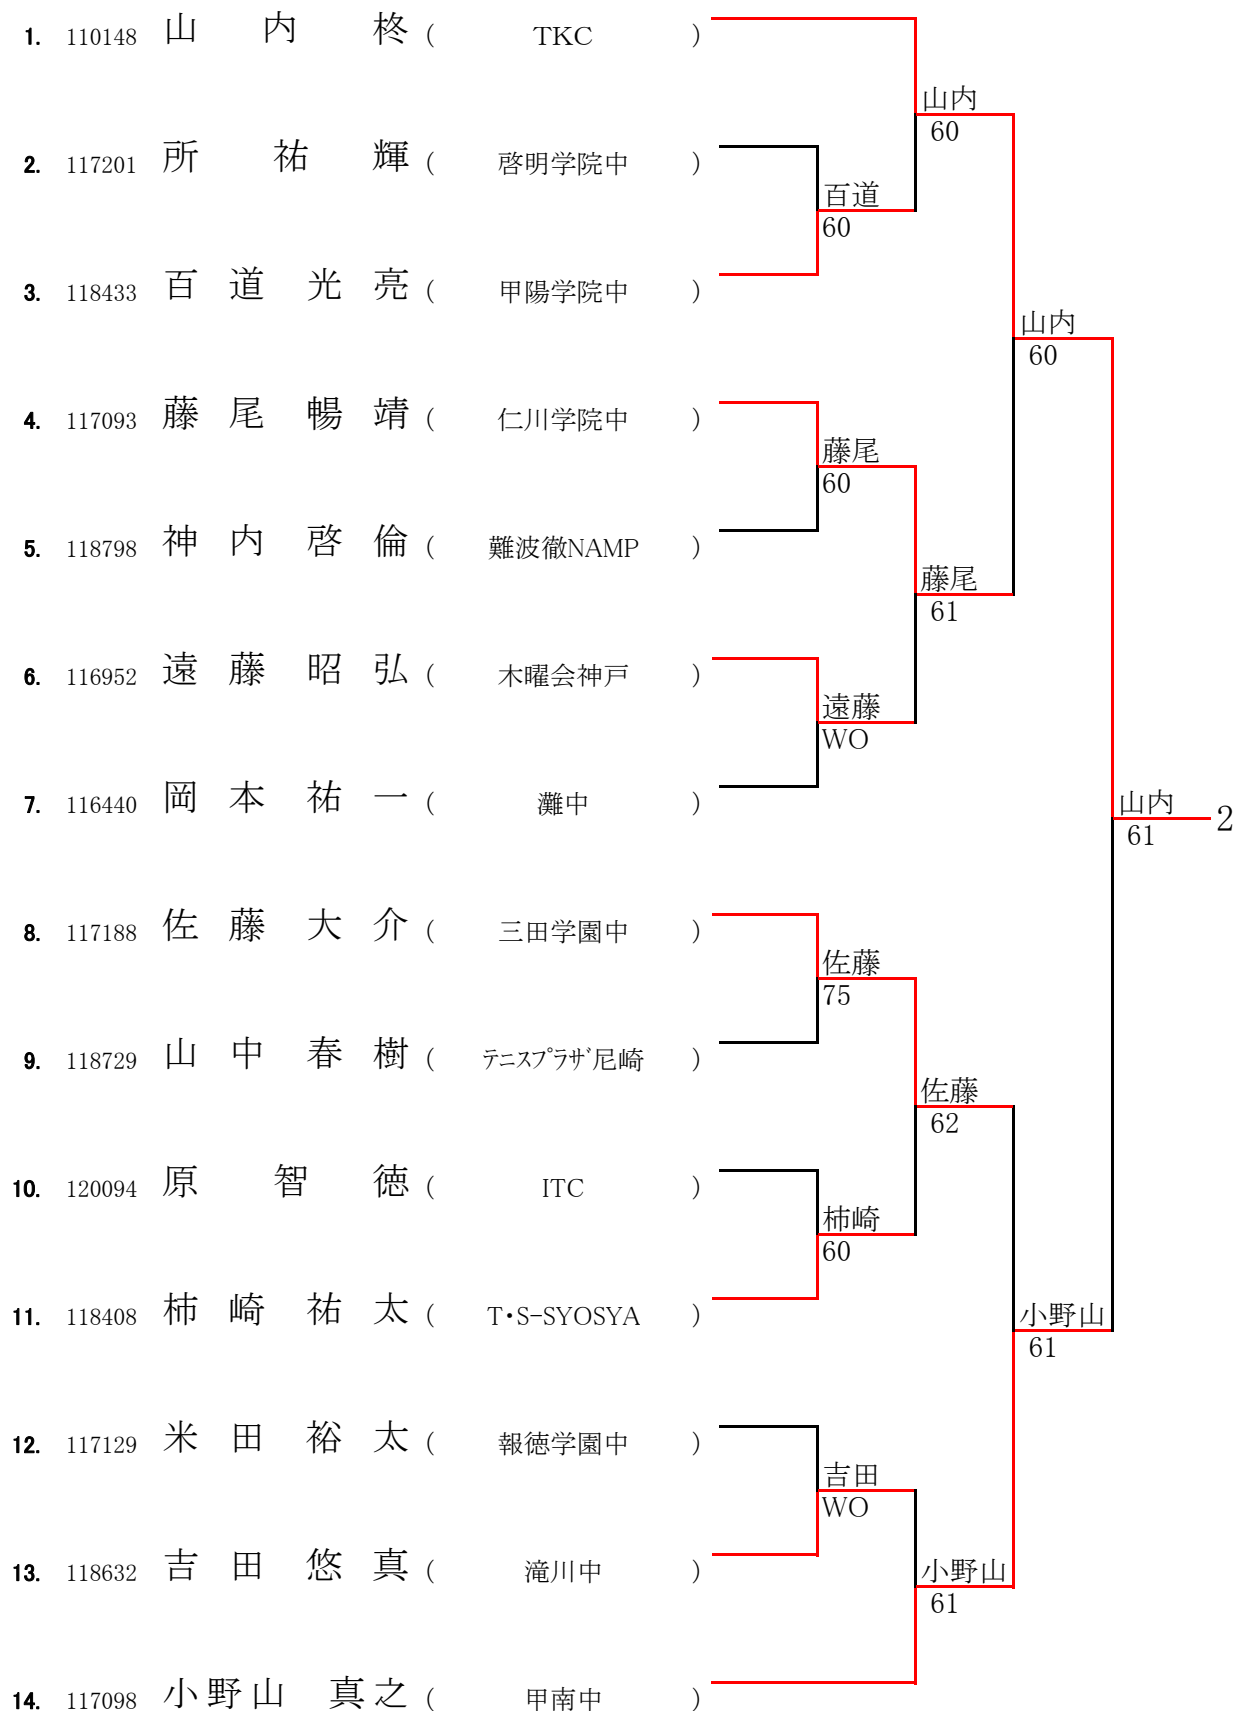 1. 110148 山 内 柊 ( TKC )
山内
60
2. 117201 所 祐 輝 ( 啓明学院中 )
百道
60
3. 118433 百 道 光 亮 ( 甲陽学院中 )
山内
60
4. 117093 藤 尾 暢 靖 ( 仁川学院中 )
藤尾
60
5. 118798 神 内 啓 倫 ( 難波徹NAMP )
藤尾
61
6. 116952 遠 藤 昭 弘 ( 木曜会神戸 )
遠藤
WO
7. 116440 岡 本 祐 一 ( 灘中 )
山内
61
2
8. 117188 佐 藤 大 介 ( 三田学園中 )
佐藤
75
9. 118729 山 中 春 樹 ( ﾃﾆｽﾌﾟﾗｻﾞ尼崎 )
佐藤
62
10. 120094 原 智 徳 ( ITC )
柿崎
60
11. 118408 柿 崎 祐 太 ( T・S-SYOSYA )
小野山
61
12. 117129 米 田 裕 太 ( 報徳学園中 )
吉田
WO
13. 118632 吉 田 悠 真 ( 滝川中 )
小野山
61
14. 117098 小野山 真之 ( 甲南中 )